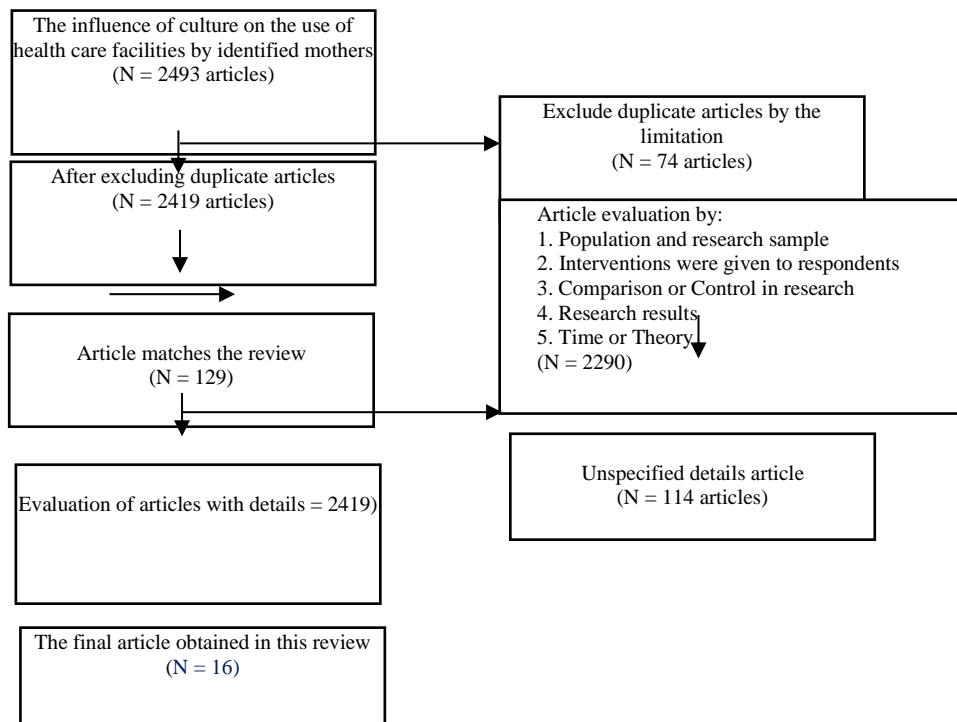 The influence of culture on the use of
health care facilities by identified mothers
(N = 2493 articles)
Exclude duplicate articles by the
limitation
(N = 74 articles)
After excluding duplicate articles
(N = 2419 articles)
Article evaluation by:
1. Population and research sample
2. Interventions were given to respondents
3. Comparison or Control in research
4. Research results
5. Time or Theory
(N = 2290)
Article matches the review
(N = 129)
Unspecified details article
(N = 114 articles)
Evaluation of articles with details = 2419)
The final article obtained in this review
(N = 16)